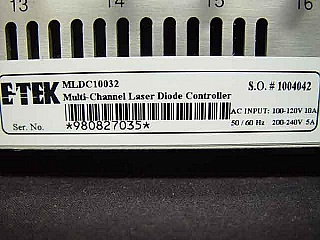 13 14 15 16
E-TEK MLDC10032 S.O. # 1004042
Multi-Channel Laser Diode Controller
AC INPUT: 100-120V 10A
Ser. No. *980827035* 50 / 60 Hz 200-240V 5A